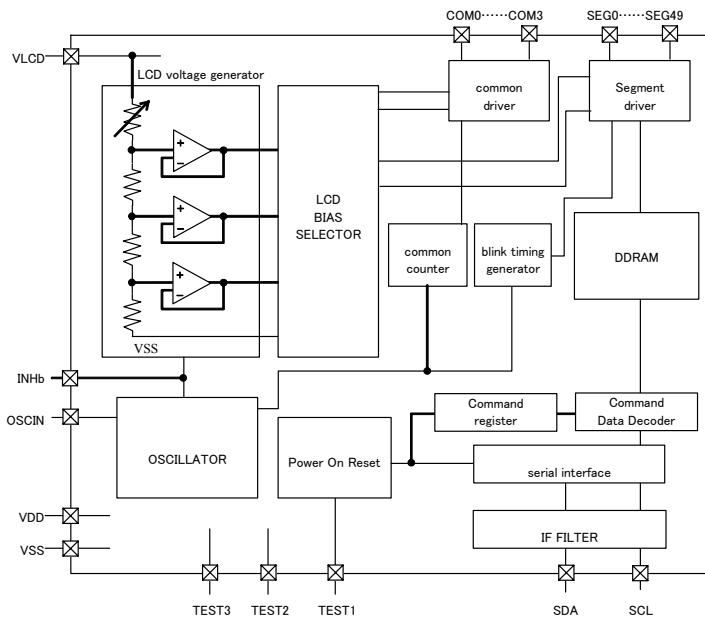 COM0……COM3
SEG0……SEG49
VLCD
LCD voltage generator
common
driver
Segment
driver
+
-
+
-
+
-
LCD
BIAS
SELECTOR
common
counter
blink timing
generator
DDRAM
VSS
INHb
OSCIN
OSCILLATOR
Power On Reset
Command
register
Command
Data Decoder
serial interface
IF FILTER
VDD
VSS
TEST3
TEST2
TEST1
SDA
SCL